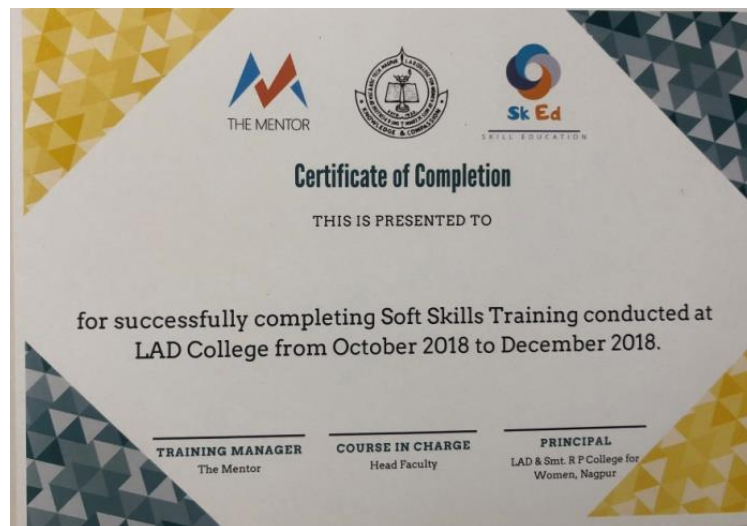 THE MENTOR
KNOWLEDGE & COMPASSION
Sk Ed
SKILL EDUCATION
Certificate of Completion
THIS IS PRESENTED TO
for successfully completing Soft Skills Training conducted at
LAD College from October 2018 to December 2018.
TRAINING MANAGER
The Mentor
COURSE IN CHARGE
Head Faculty
PRINCIPAL
LAD & Smt. R P College for
Women, Nagpur